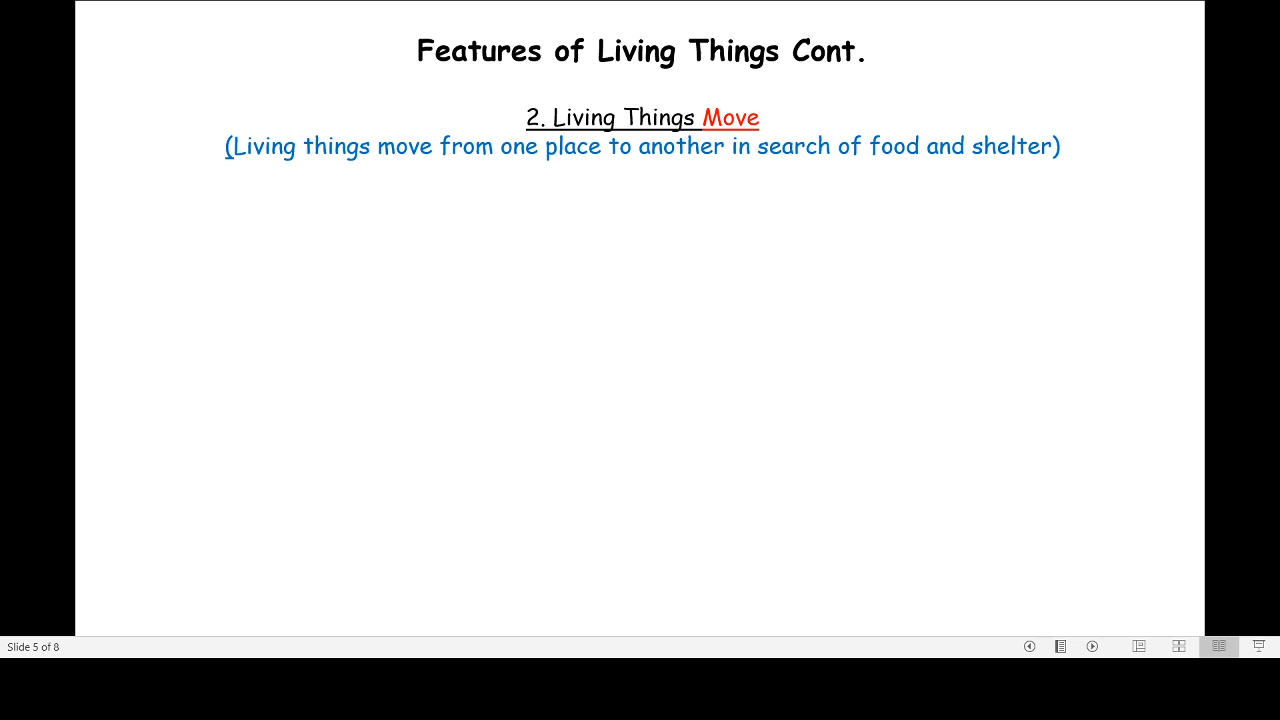 Features of Living Things Cont.
2. Living Things Move
(Living things move from one place to another in search of food and shelter)
Slide 5 of 8